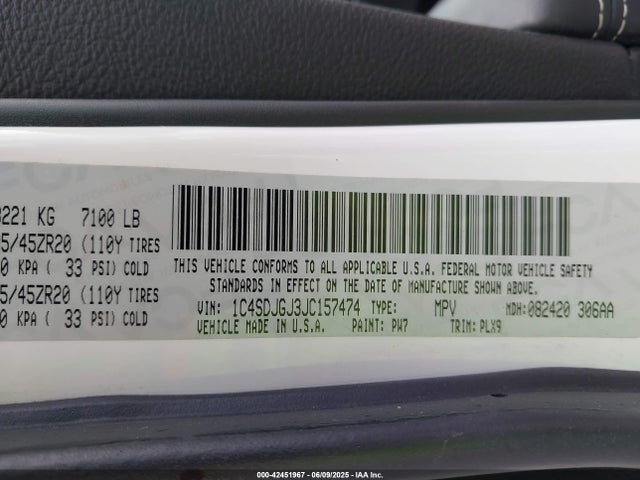 3221 KG 7100 LB
5/45ZR20 (110Y TIRES
0 KPA ( 33 PSI) COLD
5/45ZR20 (110Y TIRES
0 KPA ( 33 PSI) COLD
THIS VEHICLE CONFORMS TO ALL APPLICABLE U.S.A. FEDERAL MOTOR VEHICLE SAFETY
STANDARDS IN EFFECT ON THE DATE OF MANUFACTURE SHOWN ABOVE.
VIN: 1C4SDJGJ3JC157474 TYPE: MPV MDH:082420 306AA
VEHICLE MADE IN U.S.A. PAINT: PW7 TRIM: PLX9
000-42451967 - 06/09/2025 - IAA Inc.